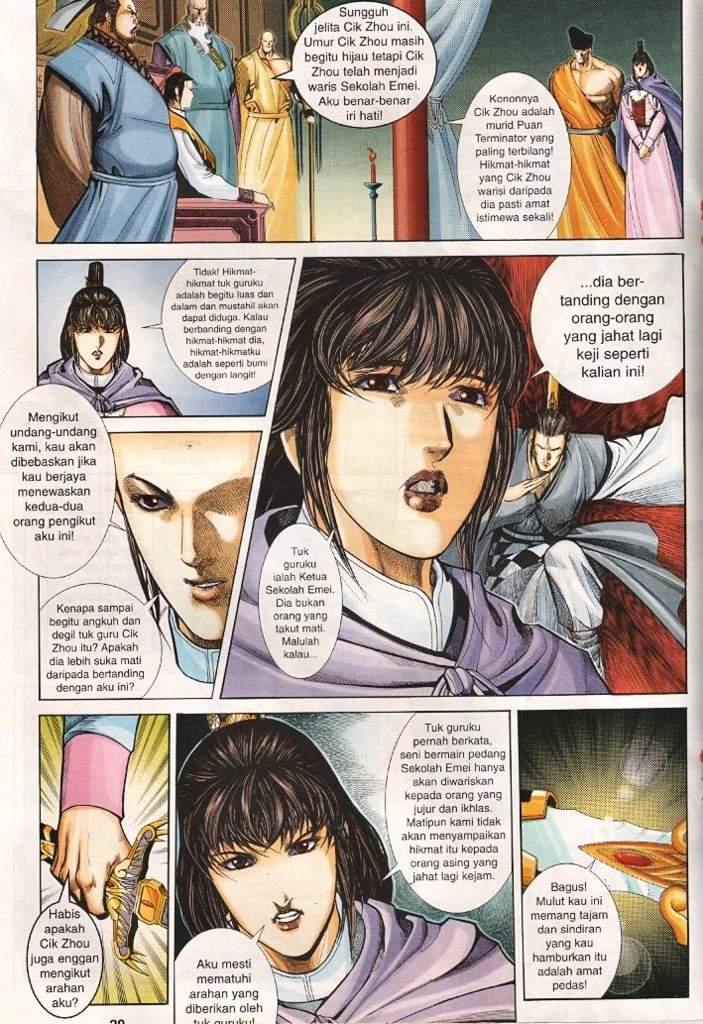 Sungguh
jelita Cik Zhou ini.
Umur Cik Zhou masih
begitu hijau tetapi Cik
Zhou telah menjadi
waris Sekolah Emei.
Aku benar-benar
iri hati!
Kononnya
Cik Zhou adalah
murid Puan
Terminator yang
paling terbilang!
Hikmat-hikmat
yang Cik Zhou
warisi daripada
dia pasti amat
istimewa sekali!
Tidak! Hikmat-
hikmat tuk guruku
adalah begitu luas dan
dalam dan mustahil akan
dapat diduga. Kalau
berbanding dengan
hikmat-hikmat dia,
hikmat-hikmatku
adalah seperti bumi
dengan langit!
Mengikut
undang-undang
kami, kau akan
dibebaskan jika
kau berjaya
menewaskan
kedua-dua
orang pengikut
aku ini!
Kenapa sampai
begitu angkuh dan
degil tuk guru Cik
Zhou itu? Apakah
dia lebih suka mati
daripada bertanding
dengan aku ini?
Tuk
guruku
ialah Ketua
Sekolah Emei.
Dia bukan
orang yang
takut mati.
Malulah
kalau...
...dia ber-
tanding dengan
orang-orang
yang jahat lagi
keji seperti
kalian ini!
Habis
apakah
Cik Zhou
juga enggan
mengikut
arahan
aku?
Tuk guruku
pernah berkata,
seni bermain pedang
Sekolah Emei hanya
akan diwariskan
kepada orang yang
jujur dan ikhlas.
Matipun kami tidak
akan menyampaikan
hikmat itu kepada
orang asing yang
jahat lagi kejam.
Aku mesti
mematuhi
arahan yang
diberikan oleh
tuk guruku!
Bagus!
Mulut kau ini
memang tajam
dan sindiran
yang kau
hamburkan itu
adalah amat
pedas!